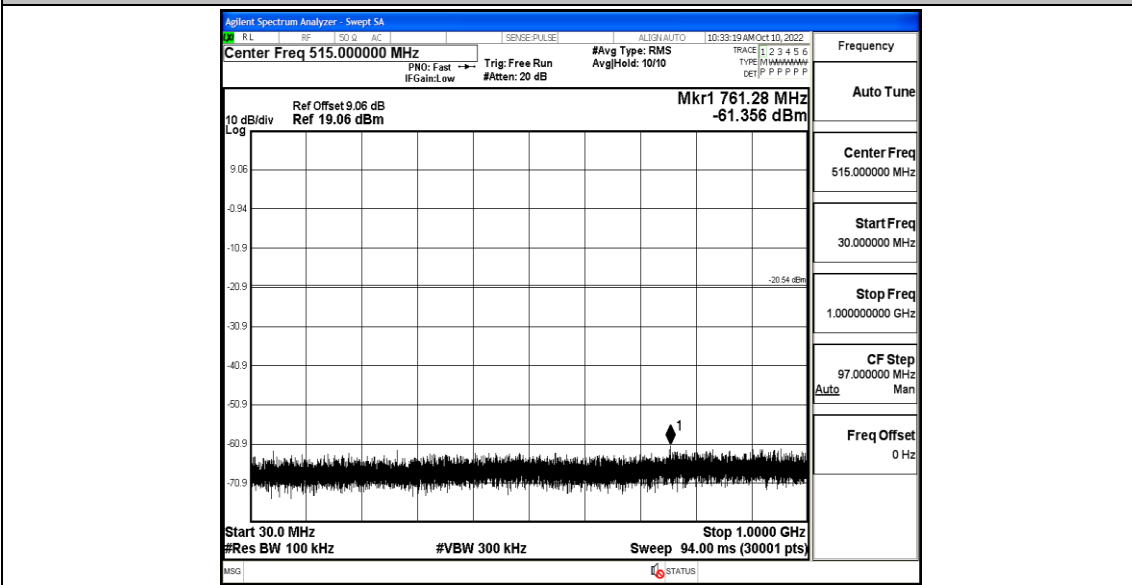 Agilent Spectrum Analyzer - Swept SA
RL RF 50 Ω AC SENSE:PULSE ALIGN AUTO 10:33:19 AM Oct 10, 2022
Center Freq 515.000000 MHz
PNO: Fast
IFGain:Low
Trig: Free Run
#Atten: 20 dB
#Avg Type: RMS
Avg|Hold: 10/10
TRACE 1 2 3 4 5 6
TYPE M
DET P P P P P P
Mkr1 761.28 MHz
-61.356 dBm
Ref Offset 9.06 dB
10 dB/div Ref 19.06 dBm
Log
9.06
-0.94
-10.9
-20.9
-30.9
-40.9
-50.9
-60.9
-70.9
-20.54 dBm
1
Start 30.0 MHz Stop 1.0000 GHz
#Res BW 100 kHz #VBW 300 kHz Sweep 94.00 ms (30001 pts)
MSG STATUS
Frequency
Auto Tune
Center Freq
515.000000 MHz
Start Freq
30.000000 MHz
Stop Freq
1.000000000 GHz
CF Step
97.000000 MHz
Auto Man
Freq Offset
0 Hz